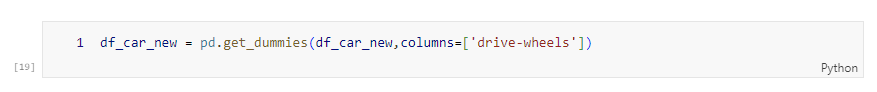 1 df_car_new = pd.get_dummies(df_car_new,columns=['drive-wheels'])
[19]
Python